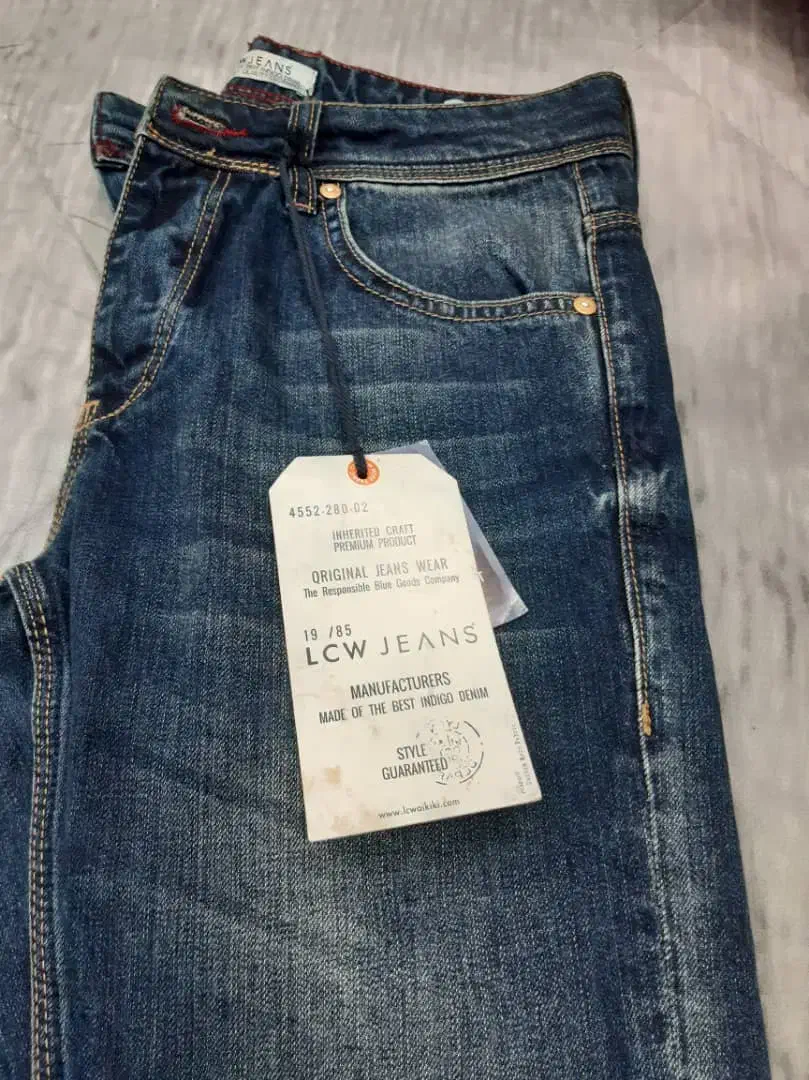 W JEANS
4552-280-02
INHERITED CRAFT
PREMIUM PRODUCT
ORIGINAL JEANS WEAR
The Responsible Blue Goods Company
19 /85
LCW JEANS
MANUFACTURERS
MADE OF THE BEST INDIGO DENIM
STYLE
GUARANTEED
www.lcwaikiki.com